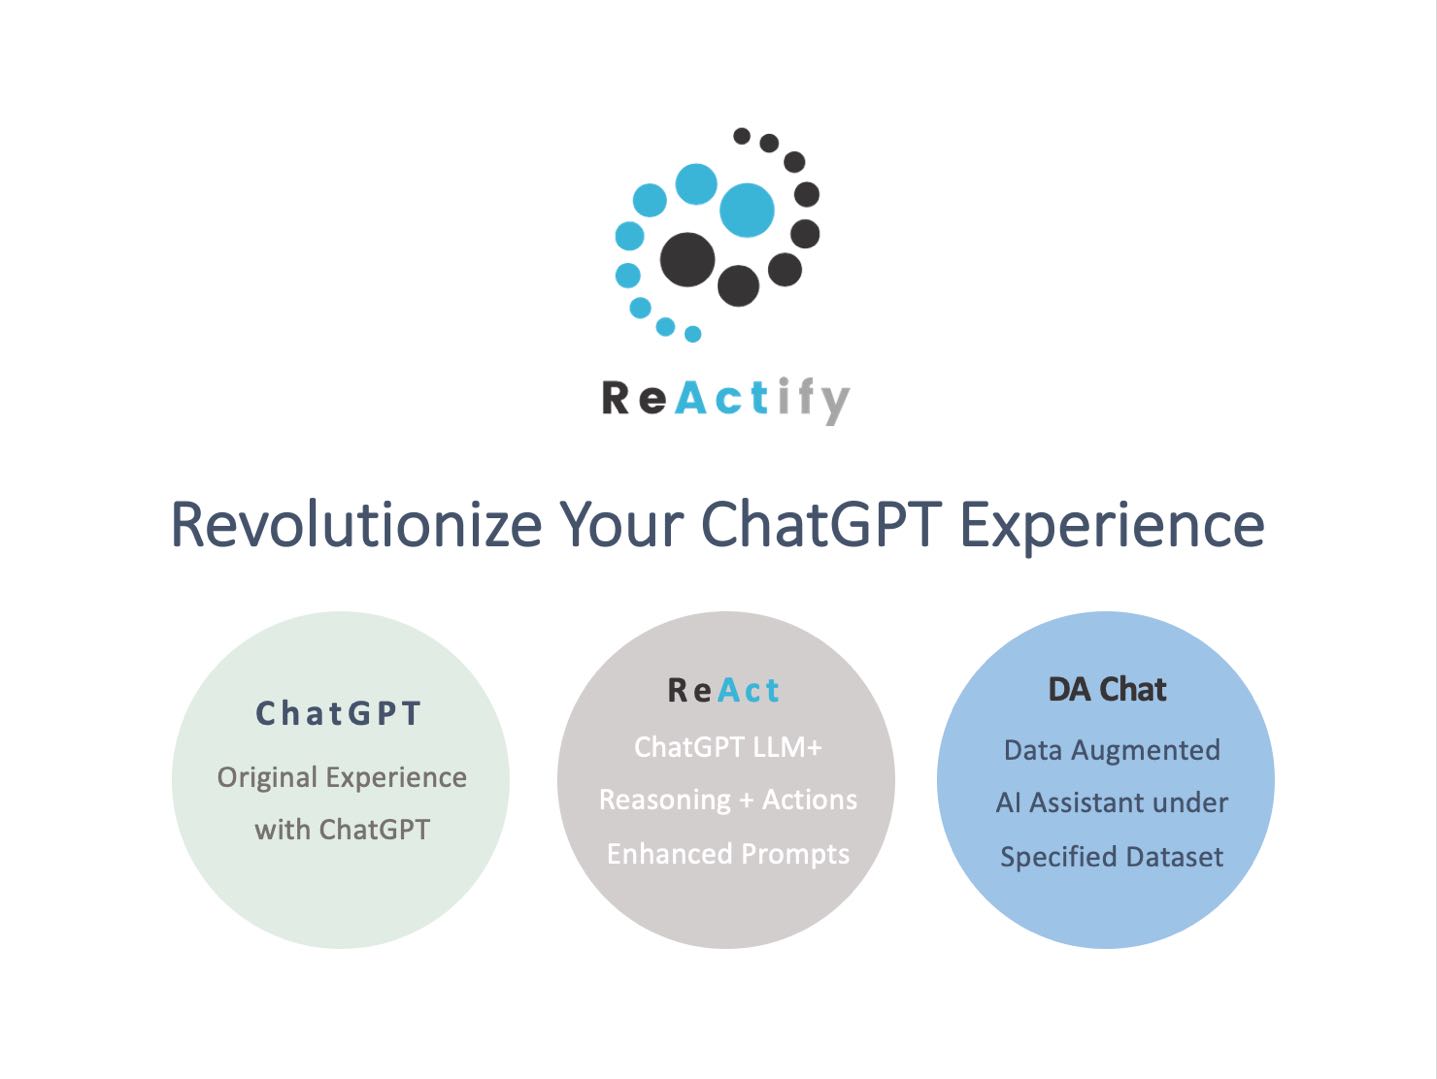 ReActify
Revolutionize Your ChatGPT Experience
ChatGPT
Original Experience
with ChatGPT
ReAct
ChatGPT LLM+
Reasoning + Actions
Enhanced Prompts
DA Chat
Data Augmented
AI Assistant under
Specified Dataset